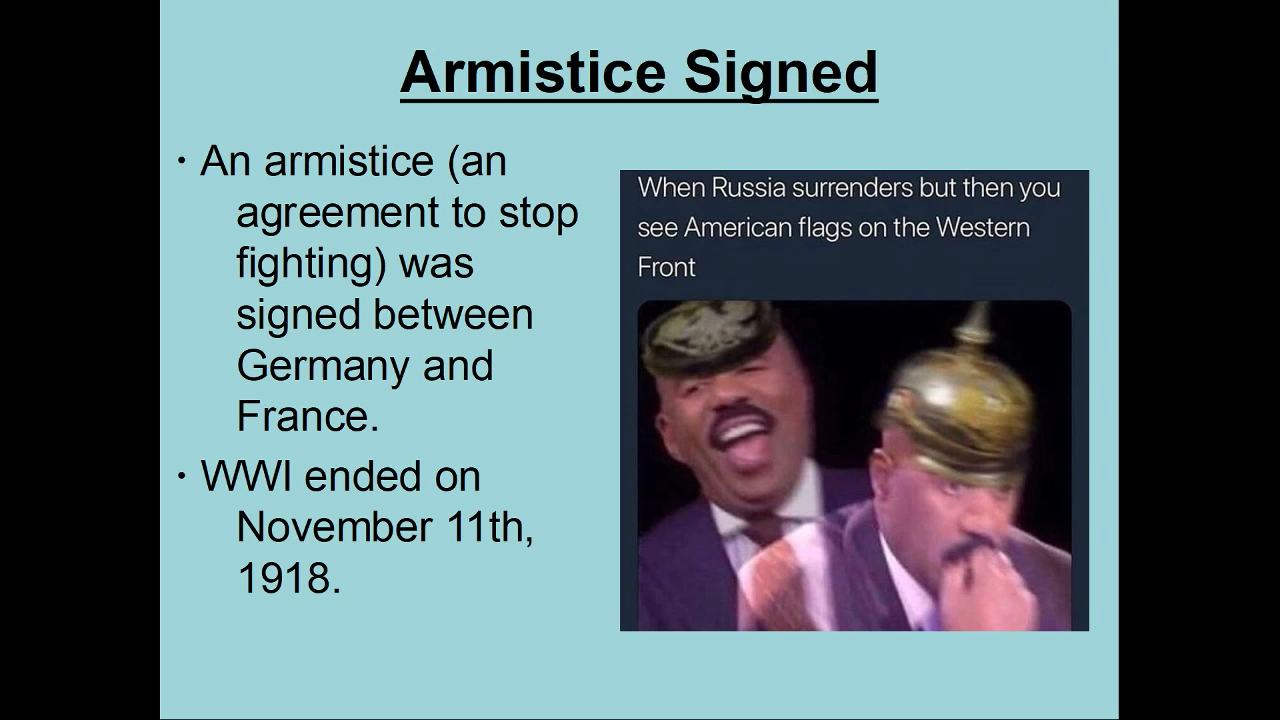 Armistice Signed
· An armistice (an
agreement to stop
fighting) was
signed between
Germany and
France.
· WWI ended on
November 11th,
1918.
When Russia surrenders but then you
see American flags on the Western
Front